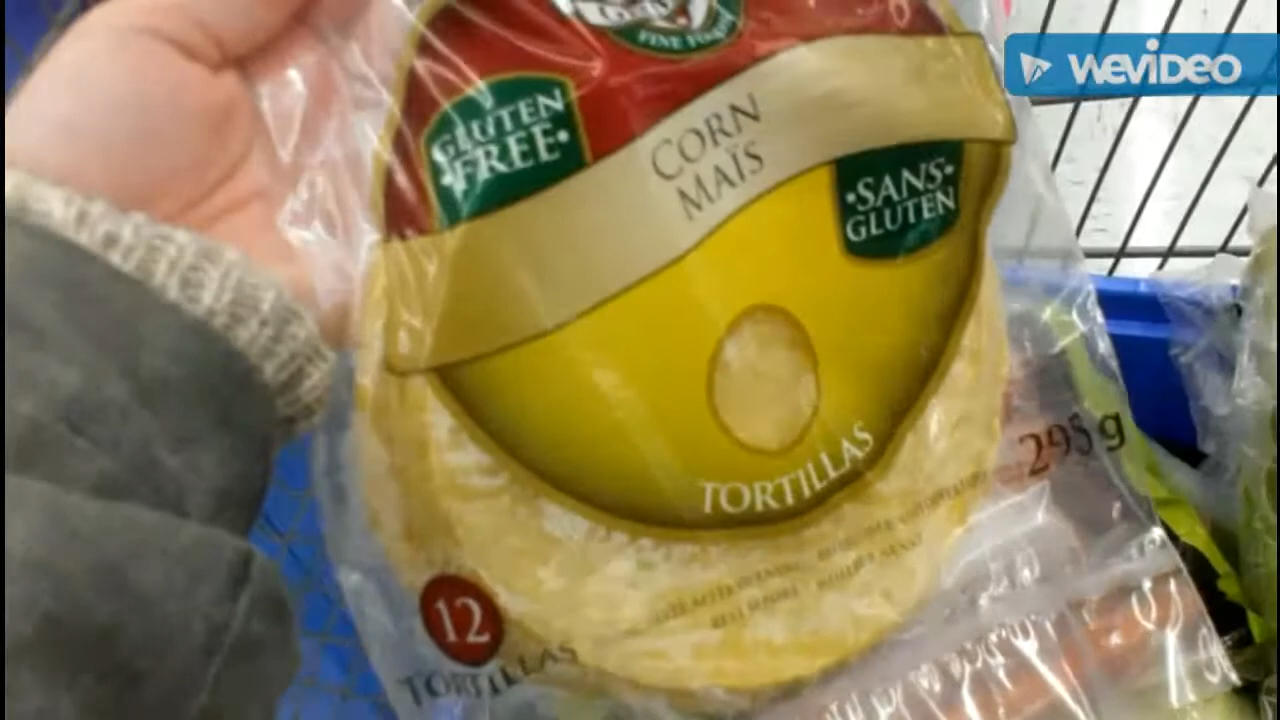 FINE FOODS
WEVIDEO
GLUTEN
FREE•
CORN
MAÏS
•SANS•
GLUTEN
TORTILLAS
295 g
12
TORTILLAS